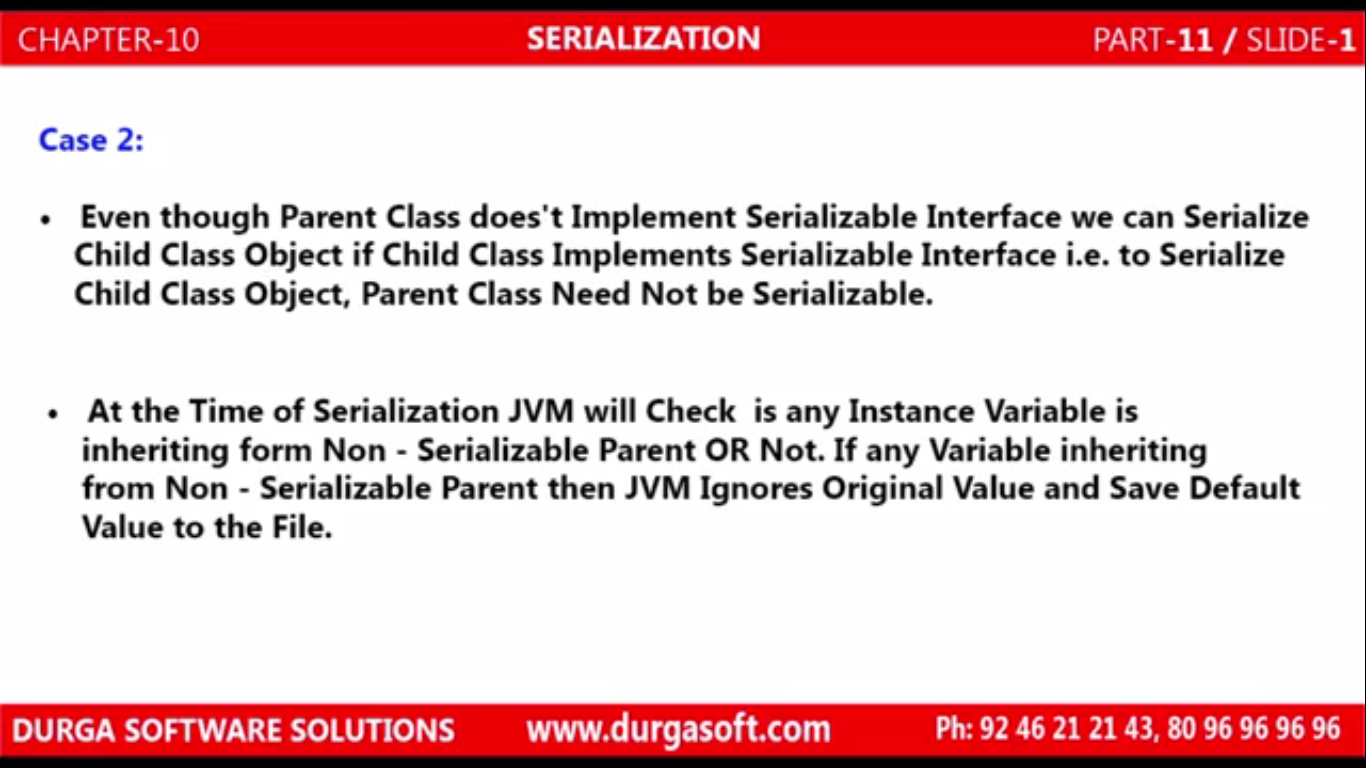 CHAPTER-10 SERIALIZATION PART-11 / SLIDE-1
Case 2:
• Even though Parent Class does't Implement Serializable Interface we can Serialize
Child Class Object if Child Class Implements Serializable Interface i.e. to Serialize
Child Class Object, Parent Class Need Not be Serializable.
• At the Time of Serialization JVM will Check is any Instance Variable is
inheriting form Non - Serializable Parent OR Not. If any Variable inheriting
from Non - Serializable Parent then JVM Ignores Original Value and Save Default
Value to the File.
DURGA SOFTWARE SOLUTIONS www.durgasoft.com Ph: 92 46 21 21 43, 80 96 96 96 96